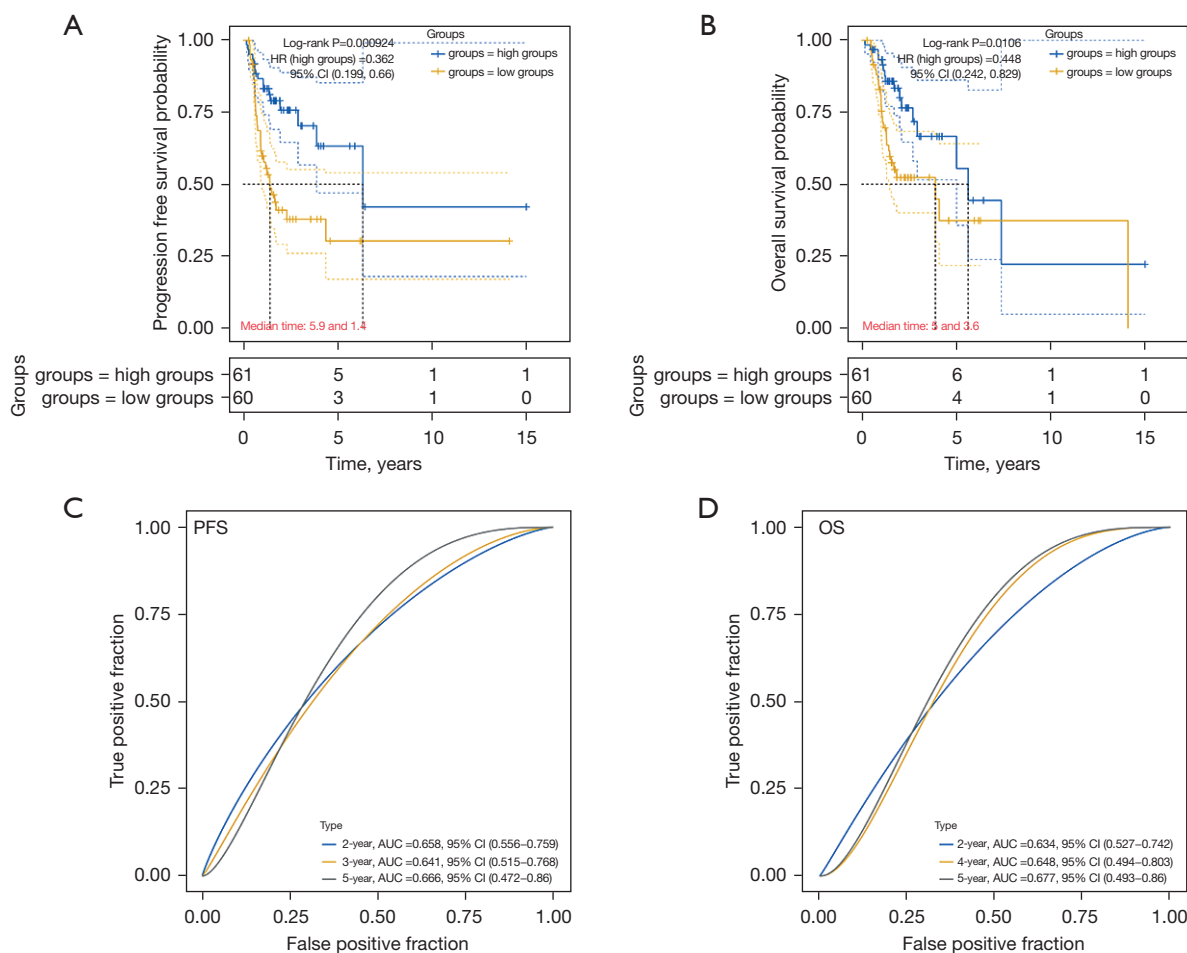 A
Progression free survival probability
1.00
0.75
0.50
0.25
0.00
Log-rank P=0.000924
HR (high groups) =0.362
95% CI (0.199, 0.66)
Groups
groups = high groups
groups = low groups
Median time: 5.9 and 1.4
Groups
groups = high groups 61 5 1 1
groups = low groups 60 3 1 0
0 5 10 15
Time, years
B
Overall survival probability
1.00
0.75
0.50
0.25
0.00
Log-rank P=0.0106
HR (high groups) =0.448
95% CI (0.242, 0.829)
Groups
groups = high groups
groups = low groups
Median time: 5 and 3.6
Groups
groups = high groups 61 6 1 1
groups = low groups 60 4 1 0
0 5 10 15
Time, years
C
PFS
True positive fraction
1.00
0.75
0.50
0.25
0.00
Type
2-year, AUC =0.658, 95% CI (0.556–0.759)
3-year, AUC =0.641, 95% CI (0.515–0.768)
5-year, AUC =0.666, 95% CI (0.472–0.86)
0.00 0.25 0.50 0.75 1.00
False positive fraction
D
OS
True positive fraction
1.00
0.75
0.50
0.25
0.00
Type
2-year, AUC =0.634, 95% CI (0.527–0.742)
4-year, AUC =0.648, 95% CI (0.494–0.803)
5-year, AUC =0.677, 95% CI (0.493–0.86)
0.00 0.25 0.50 0.75 1.00
False positive fraction